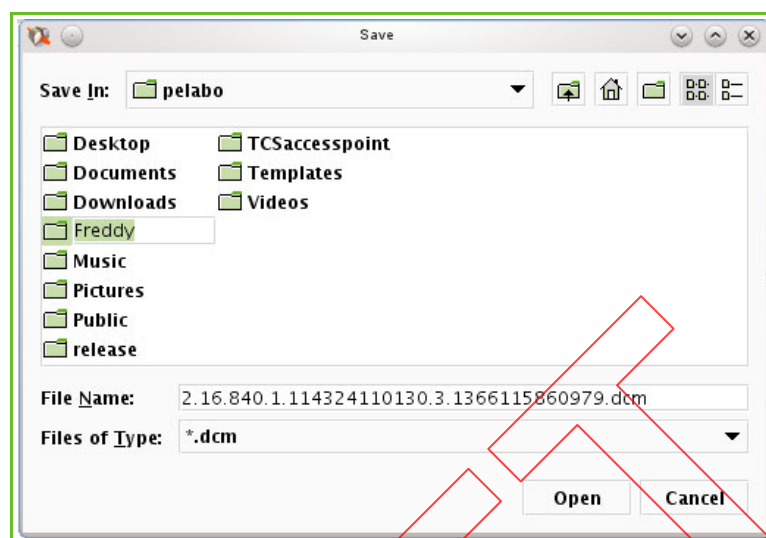 Save
Save In: pelabo
Desktop
Documents
Downloads
Freddy
Music
Pictures
Public
release
TCSaccesspoint
Templates
Videos
File Name: 2.16.840.1.114324110130.3.1366115860979.dcm
Files of Type: *.dcm
Open Cancel